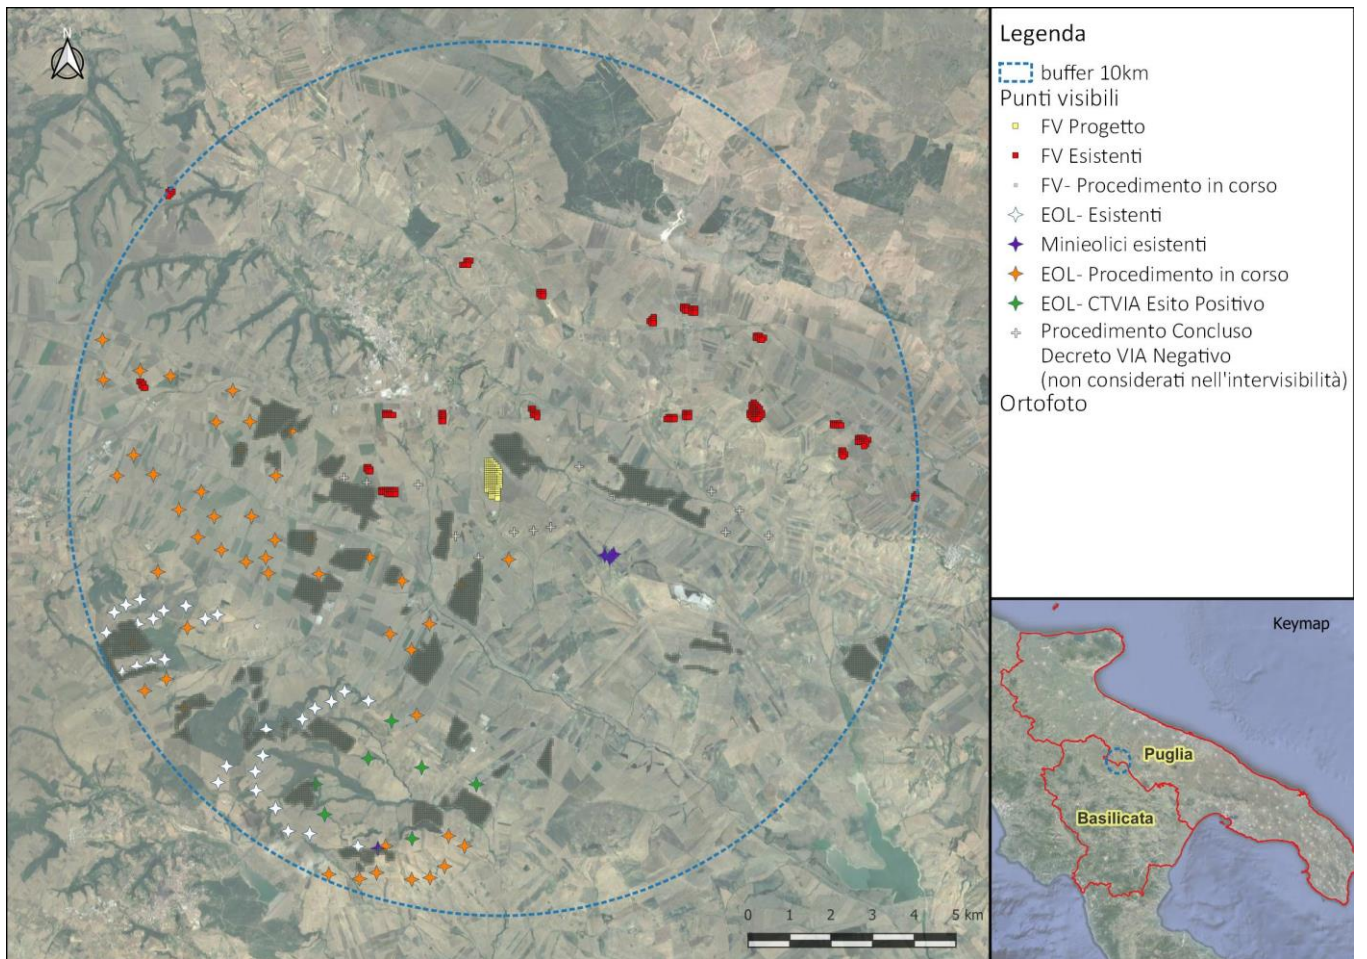 N
Legenda
buffer 10km
Punti visibili
FV Progetto
FV Esistenti
FV- Procedimento in corso
EOL- Esistenti
Minieolici esistenti
EOL- Procedimento in corso
EOL- CTVIA Esito Positivo
Procedimento Concluso
Decreto VIA Negativo
(non considerati nell'intervisibilità)
Ortofoto
Keymap
Puglia
Basilicata
0 1 2 3 4 5 km